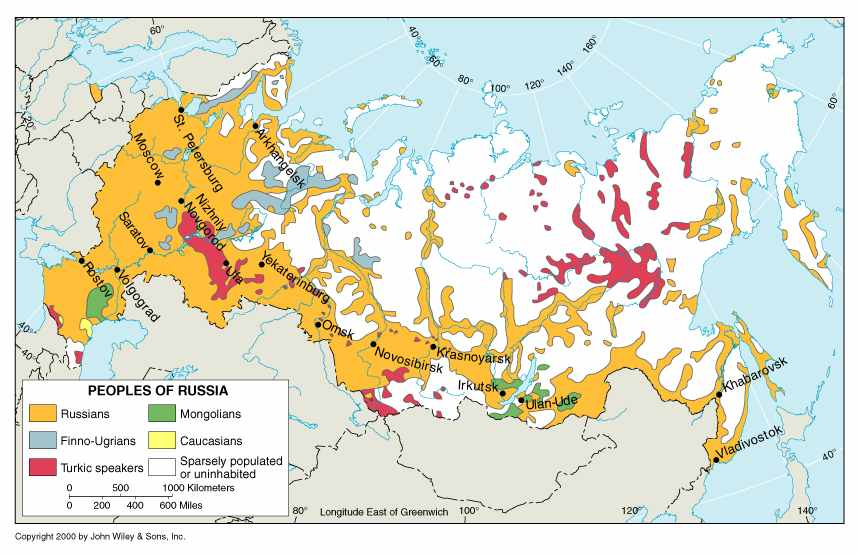 60°
40°
60°
80°
100°
120°
140°
160°
60°
20°
St. Petersburg
Arkhangelsk
Moscow
Nizhniy
Novgorod
Saratov
Ufa
Yekaterinburg
Rostov
Volgograd
Omsk
Novosibirsk
Krasnoyarsk
Irkutsk
Ulan-Ude
Khabarovsk
Vladivostok
40°
40°
40°
PEOPLES OF RUSSIA
Russians
Mongolians
Finno-Ugrians
Caucasians
Turkic speakers
Sparsely populated
or uninhabited
0 500 1000 Kilometers
0 200 400 600 Miles
80°
Longitude East of Greenwich
100°
120°
140°
Copyright 2000 by John Wiley & Sons, Inc.